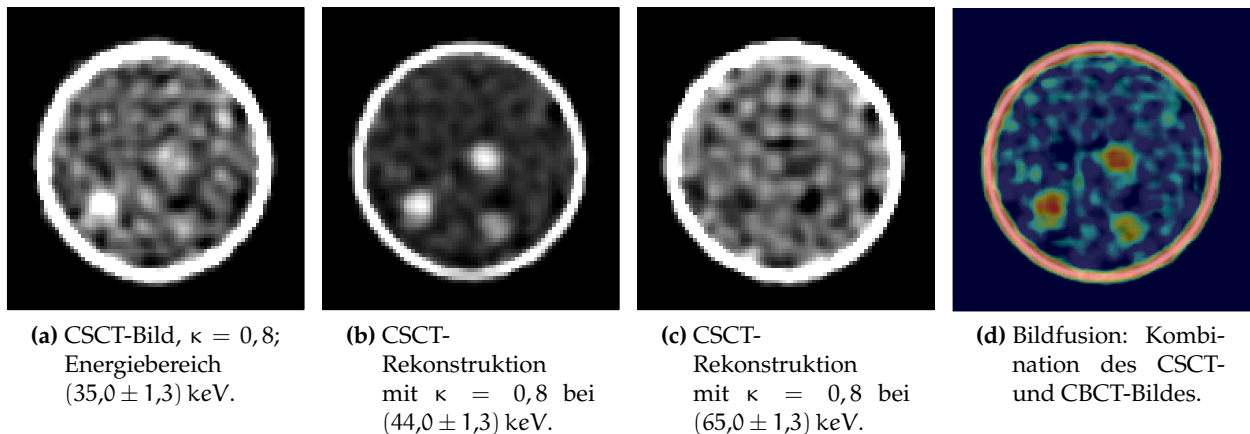 (a) CSCT-Bild, κ = 0,8;
Energiebereich
(35,0 ± 1,3) keV.
(b) CSCT-
Rekonstruktion
mit κ = 0,8 bei
(44,0 ± 1,3) keV.
(c) CSCT-
Rekonstruktion
mit κ = 0,8 bei
(65,0 ± 1,3) keV.
(d) Bildfusion: Kombi-
nation des CSCT-
und CBCT-Bildes.